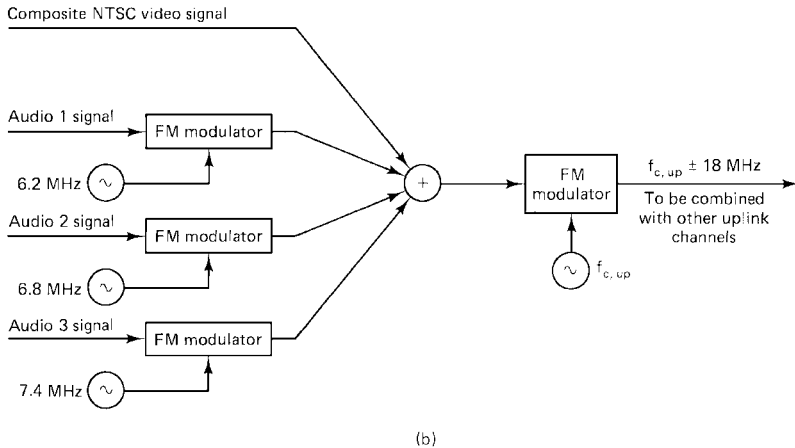 Composite NTSC video signal
Audio 1 signal
FM modulator
6.2 MHz
Audio 2 signal
FM modulator
6.8 MHz
Audio 3 signal
FM modulator
7.4 MHz
+
FM
modulator
f c, up
f c, up ± 18 MHz
To be combined
with other uplink
channels
(b)